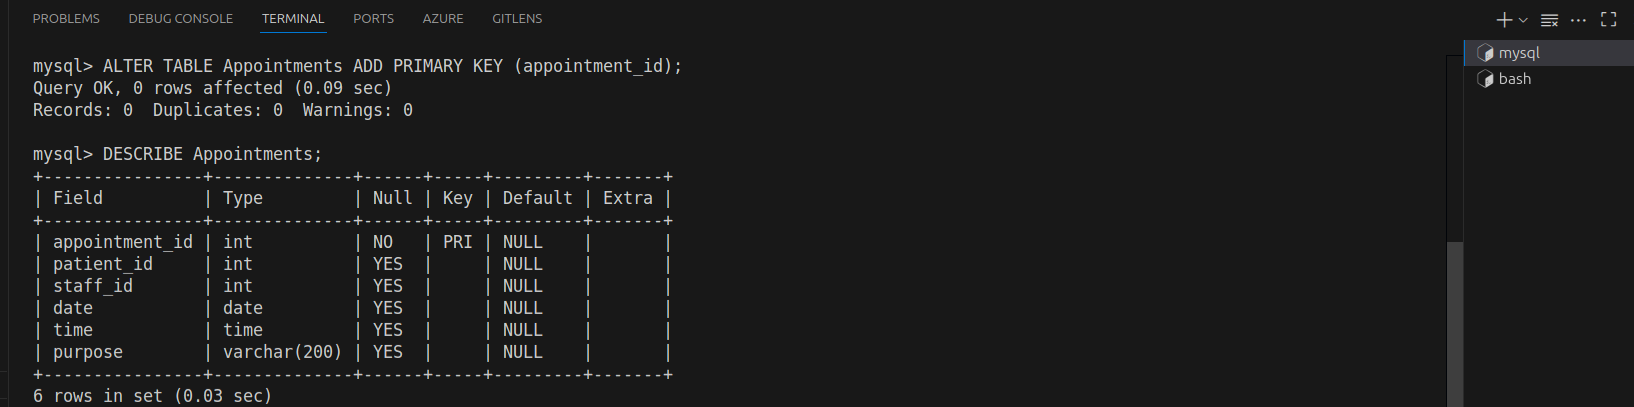 PROBLEMS DEBUG CONSOLE TERMINAL PORTS AZURE GITLENS
mysql> ALTER TABLE Appointments ADD PRIMARY KEY (appointment_id);
Query OK, 0 rows affected (0.09 sec)
Records: 0  Duplicates: 0  Warnings: 0
mysql> DESCRIBE Appointments;
+----------------+--------------+------+-----+---------+-------+
| Field          | Type         | Null | Key | Default | Extra |
+----------------+--------------+------+-----+---------+-------+
| appointment_id | int          | NO   | PRI | NULL    |       |
| patient_id     | int          | YES  |     | NULL    |       |
| staff_id       | int          | YES  |     | NULL    |       |
| date           | date         | YES  |     | NULL    |       |
| time           | time         | YES  |     | NULL    |       |
| purpose        | varchar(200) | YES  |     | NULL    |       |
+----------------+--------------+------+-----+---------+-------+
6 rows in set (0.03 sec)
mysql
bash